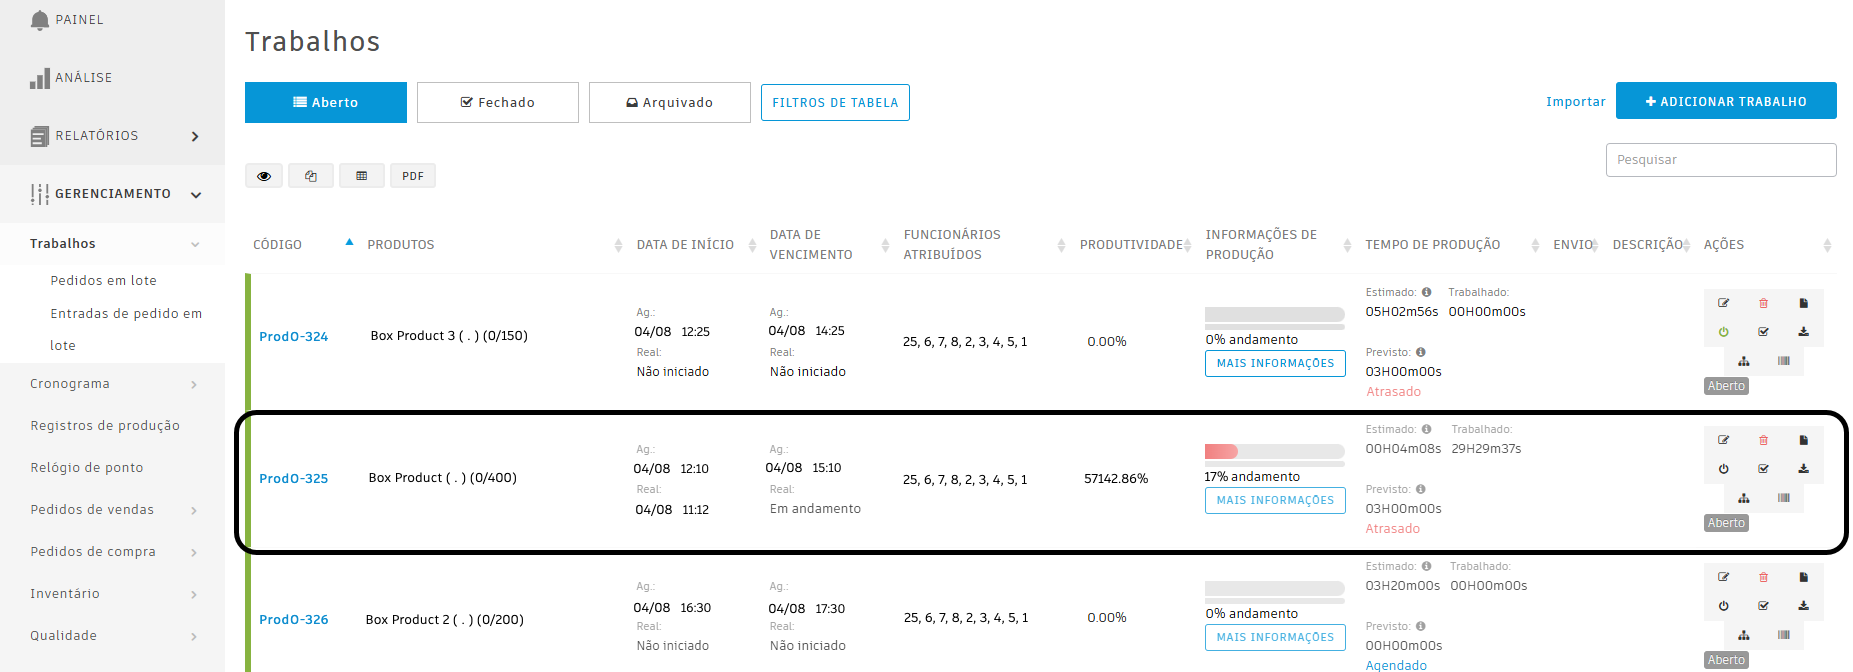 PAINEL
ANÁLISE
RELATÓRIOS
GERENCIAMENTO
Trabalhos
Pedidos em lote
Entradas de pedido em
lote
Cronograma
Registros de produção
Relógio de ponto
Pedidos de vendas
Pedidos de compra
Inventário
Qualidade
Trabalhos
Aberto Fechado Arquivado FILTROS DE TABELA
Importar ADICIONAR TRABALHO
PDF
Pesquisar
CÓDIGO PRODUTOS DATA DE INÍCIO DATA DE VENCIMENTO FUNCIONÁRIOS ATRIBUÍDOS PRODUTIVIDADE INFORMAÇÕES DE PRODUÇÃO TEMPO DE PRODUÇÃO ENVIO DESCRIÇÃO AÇÕES
ProdO-324
Box Product 3 ( . ) (0/150)
Ag.:
04/08 12:25
Real:
Não iniciado
Ag.:
04/08 14:25
Real:
Não iniciado
25, 6, 7, 8, 2, 3, 4, 5, 1
0.00%
0% andamento
MAIS INFORMAÇÕES
Estimado: Trabalhado:
05H02m56s 00H00m00s
Previsto:
03H00m00s
Atrasado
Aberto
ProdO-325
Box Product ( . ) (0/400)
Ag.:
04/08 12:10
Real:
04/08 11:12
Ag.:
04/08 15:10
Real:
Em andamento
25, 6, 7, 8, 2, 3, 4, 5, 1
57142.86%
17% andamento
MAIS INFORMAÇÕES
Estimado: Trabalhado:
00H04m08s 29H29m37s
Previsto:
03H00m00s
Atrasado
Aberto
ProdO-326
Box Product 2 ( . ) (0/200)
Ag.:
04/08 16:30
Real:
Não iniciado
Ag.:
04/08 17:30
Real:
Não iniciado
25, 6, 7, 8, 2, 3, 4, 5, 1
0.00%
0% andamento
MAIS INFORMAÇÕES
Estimado: Trabalhado:
03H20m00s 00H00m00s
Previsto:
00H00m00s
Agendado
Aberto